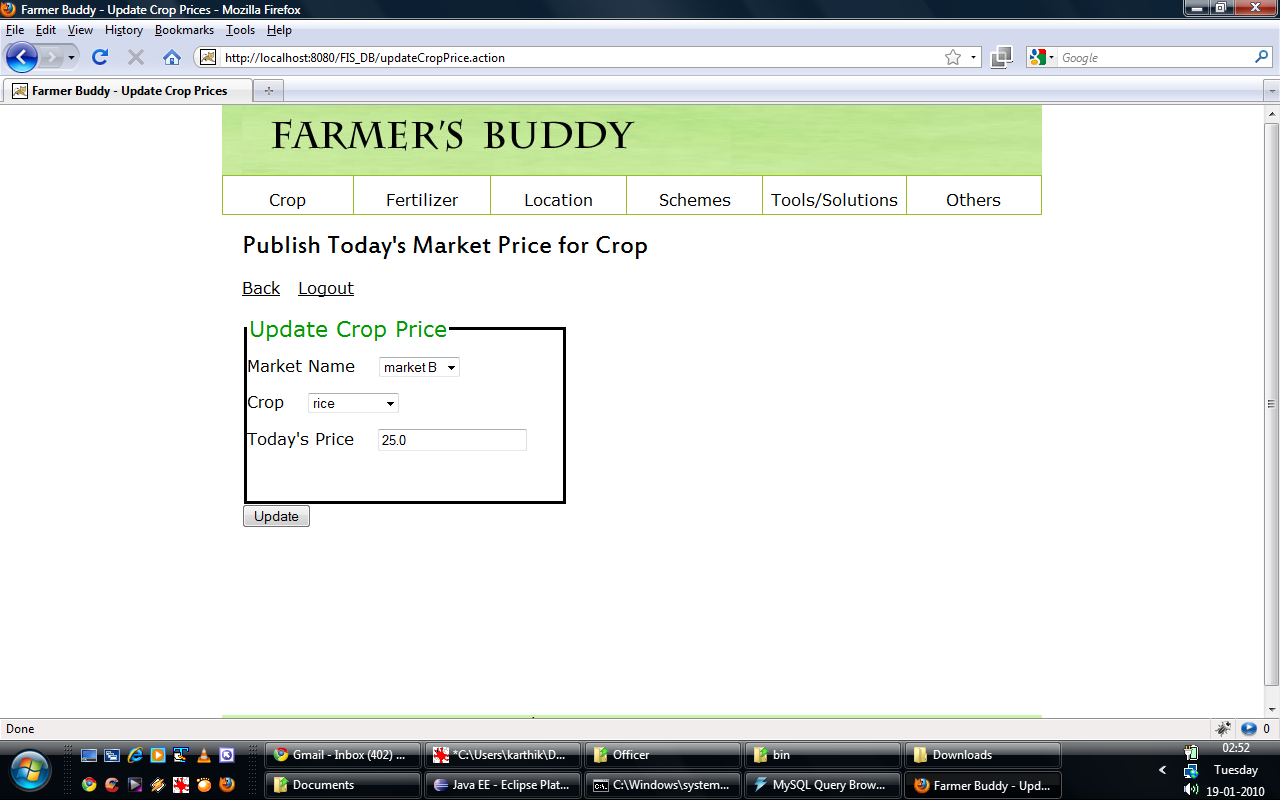 Farmer Buddy - Update Crop Prices - Mozilla Firefox
File Edit View History Bookmarks Tools Help
http://localhost:8080/FIS_DB/updateCropPrice.action
Google
Farmer Buddy - Update Crop Prices
FARMER'S BUDDY
Crop Fertilizer Location Schemes Tools/Solutions Others
Publish Today's Market Price for Crop
Back Logout
Update Crop Price
Market Name market B
Crop rice
Today's Price 25.0
Update
Done 0
Gmail - Inbox (402) ... *C:\Users\karthik\D... Officer bin Downloads 02:52
Tuesday
Documents Java EE - Eclipse Plat... C:\Windows\system... MySQL Query Brow... Farmer Buddy - Upd... 19-01-2010